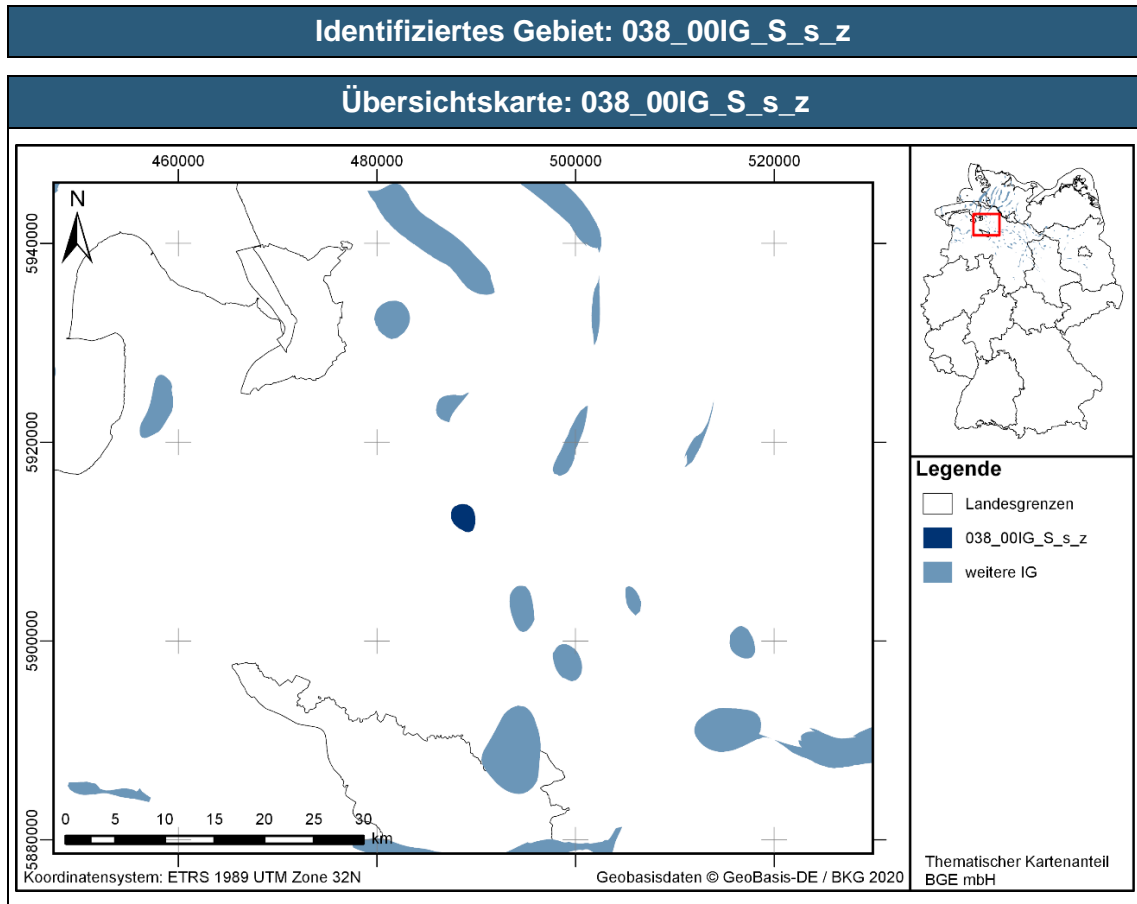 Identifiziertes Gebiet: 038_00IG_S_s_z
Übersichtskarte: 038_00IG_S_s_z
460000 480000 500000 520000
N
5940000
5920000
5900000
5880000
0 5 10 15 20 25 30
km
Koordinatensystem: ETRS 1989 UTM Zone 32N
Geobasisdaten © GeoBasis-DE / BKG 2020
Legende
Landesgrenzen
038_00IG_S_s_z
weitere IG
Thematischer Kartenanteil
BGE mbH